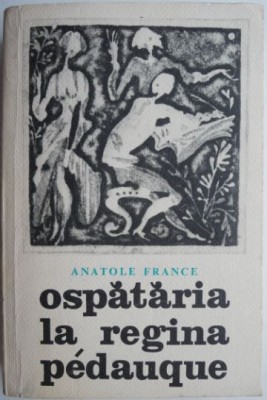 ANATOLE FRANCE
ospătăria
la regina
pédauque